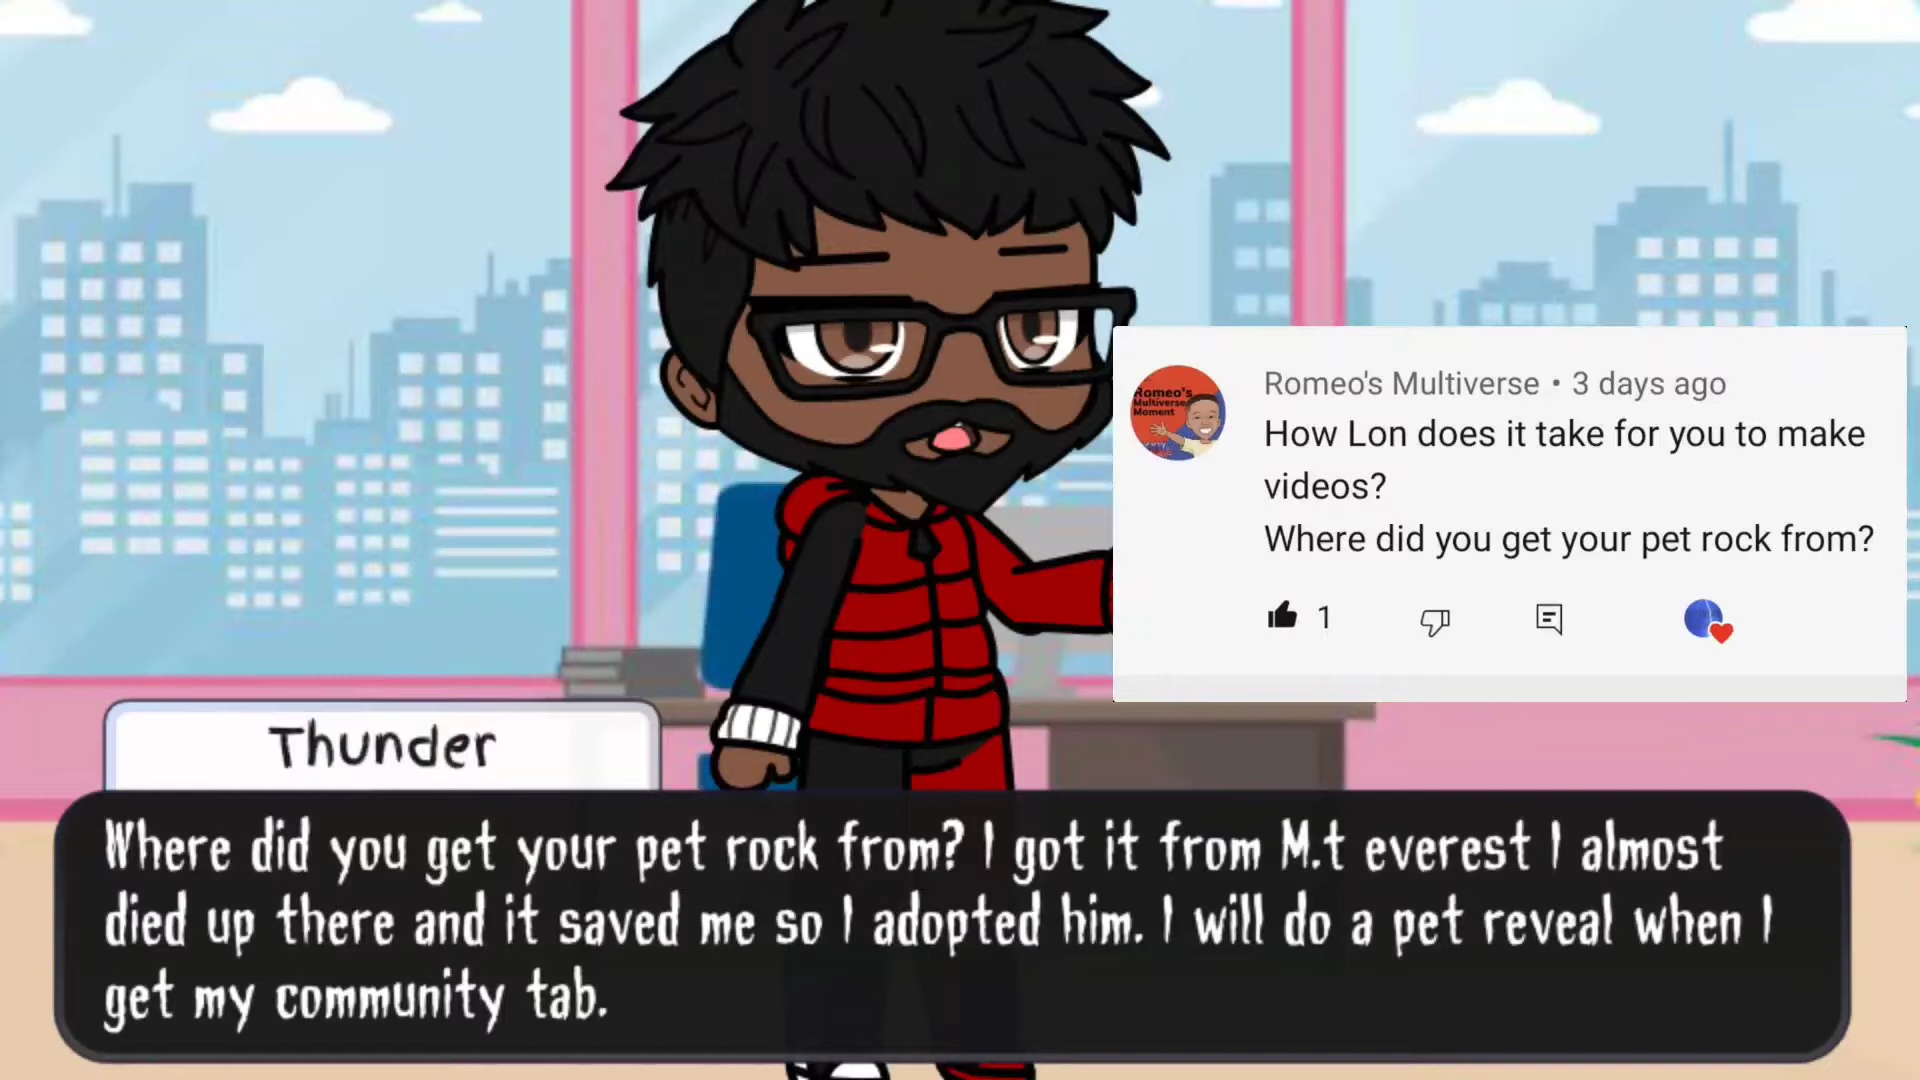 Romeo's
Multiverse
Moment
Romeo's Multiverse • 3 days ago
How Lon does it take for you to make
videos?
Where did you get your pet rock from?
1
Thunder
Where did you get your pet rock from? I got it from M.t everest I almost
died up there and it saved me so I adopted him. I will do a pet reveal when I
get my community tab.